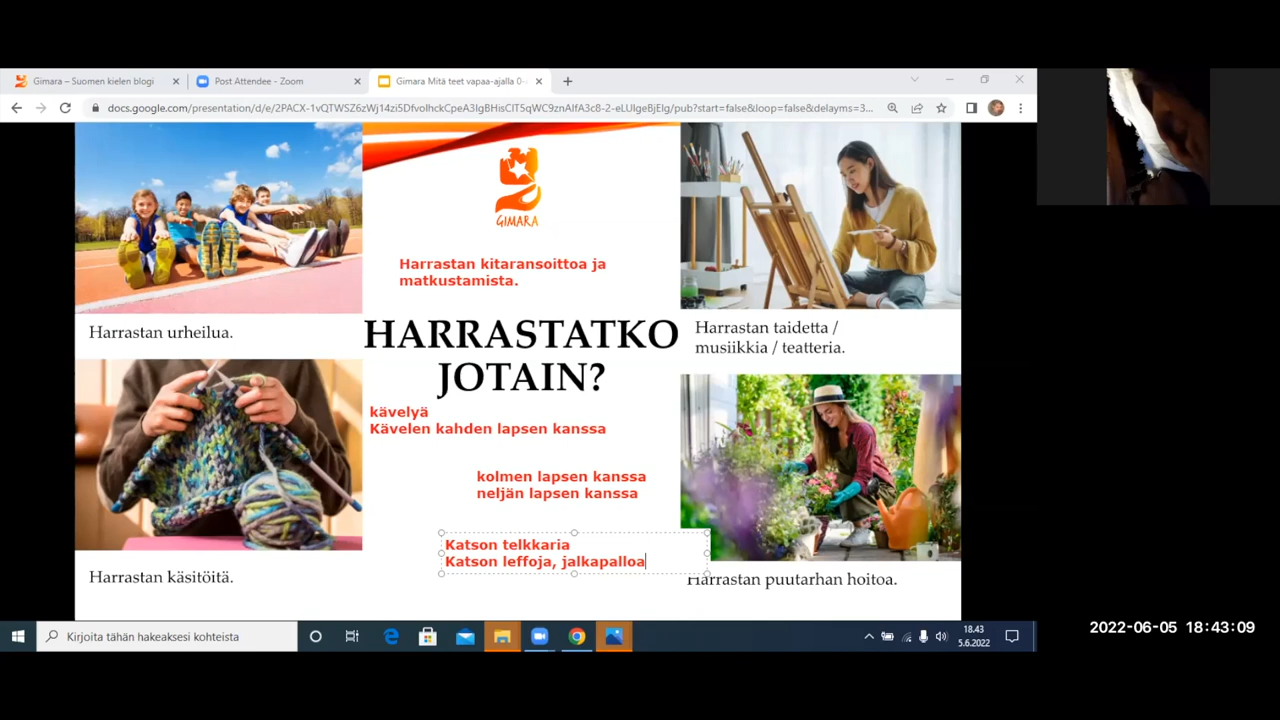 Gimara – Suomen kielen blogi
Post Attendee - Zoom
Gimara Mitä teet vapaa-ajalla 0-
docs.google.com/presentation/d/e/2PACX-1vQTWSZ6zWj14zi5DfvolhckCpeA3IgBHisClT5qWC9znAIfA3c8-2-eLUIgeBjEIg/pub?start=false&loop=false&delayms=3...
GIMARA
Harrastan kitaransoittoa ja
matkustamista.
Harrastan urheilua.
HARRASTATKO
JOTAIN?
Harrastan taidetta /
musiikkia / teatteria.
kävelyä
Kävelen kahden lapsen kanssa
kolmen lapsen kanssa
neljän lapsen kanssa
Katson telkkaria
Katson leffoja, jalkapalloa
Harrastan käsitöitä.
Harrastan puutarhan hoitoa.
Kirjoita tähän hakeaksesi kohteista
18.43
5.6.2022
2022-06-05 18:43:09